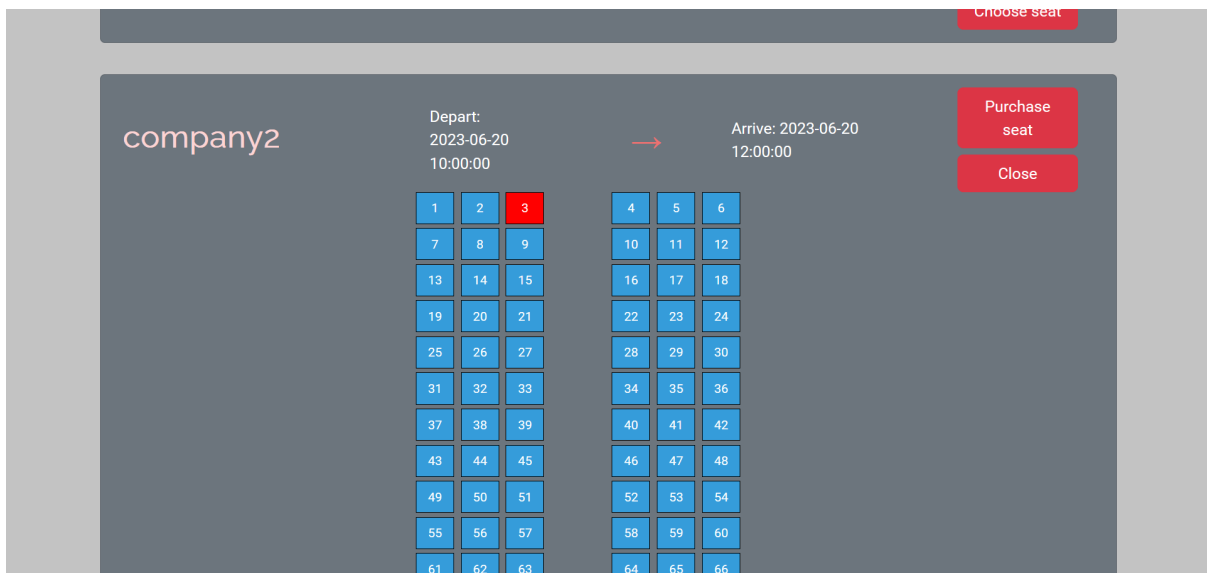 Choose seat
company2
Depart:
2023-06-20
10:00:00
→
Arrive: 2023-06-20
12:00:00
Purchase
seat
Close
1 2 3 4 5 6
7 8 9 10 11 12
13 14 15 16 17 18
19 20 21 22 23 24
25 26 27 28 29 30
31 32 33 34 35 36
37 38 39 40 41 42
43 44 45 46 47 48
49 50 51 52 53 54
55 56 57 58 59 60
61 62 63 64 65 66